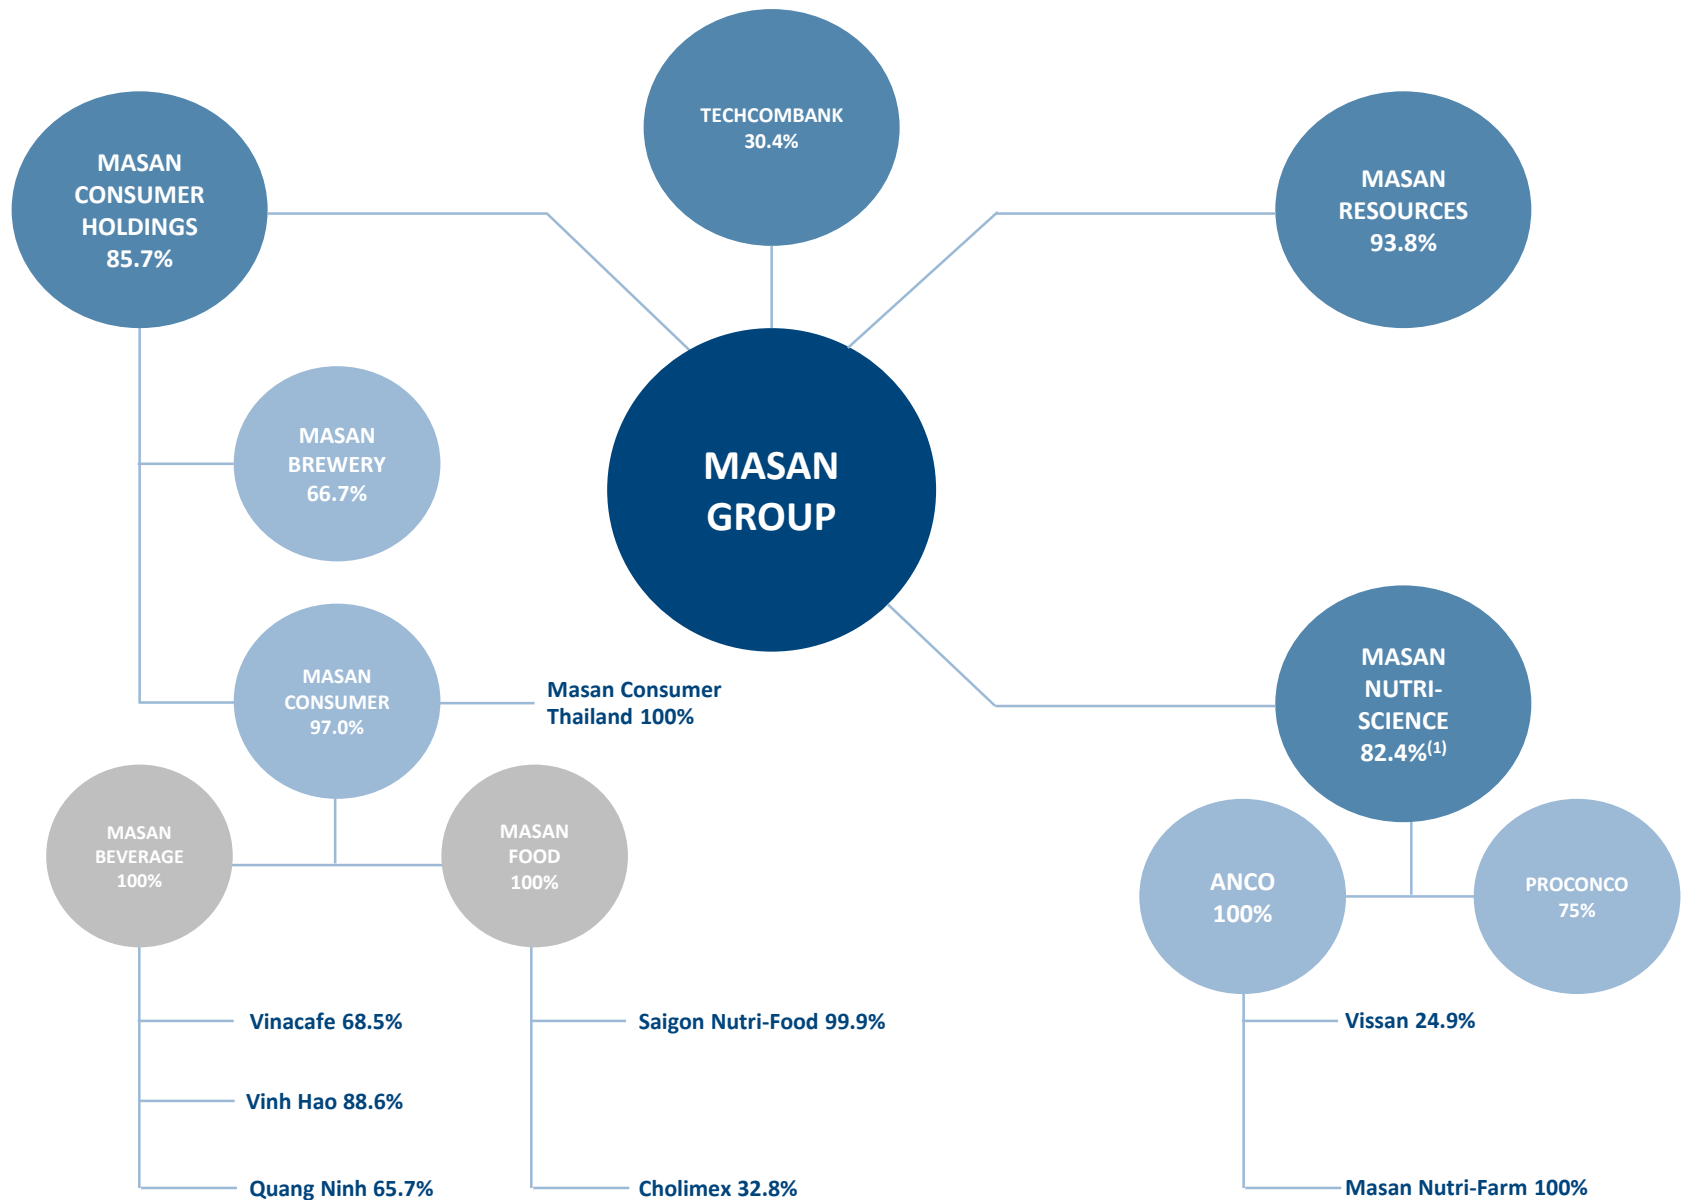 TECHCOMBANK
30.4%
MASAN
CONSUMER
HOLDINGS
85.7%
MASAN
RESOURCES
93.8%
MASAN
GROUP
MASAN
BREWERY
66.7%
MASAN
CONSUMER
97.0%
Masan Consumer
Thailand 100%
MASAN
NUTRI-
SCIENCE
82.4%(1)
MASAN
BEVERAGE
100%
MASAN
FOOD
100%
ANCO
100%
PROCONCO
75%
Vinacafe 68.5%
Vinh Hao 88.6%
Quang Ninh 65.7%
Saigon Nutri-Food 99.9%
Cholimex 32.8%
Vissan 24.9%
Masan Nutri-Farm 100%